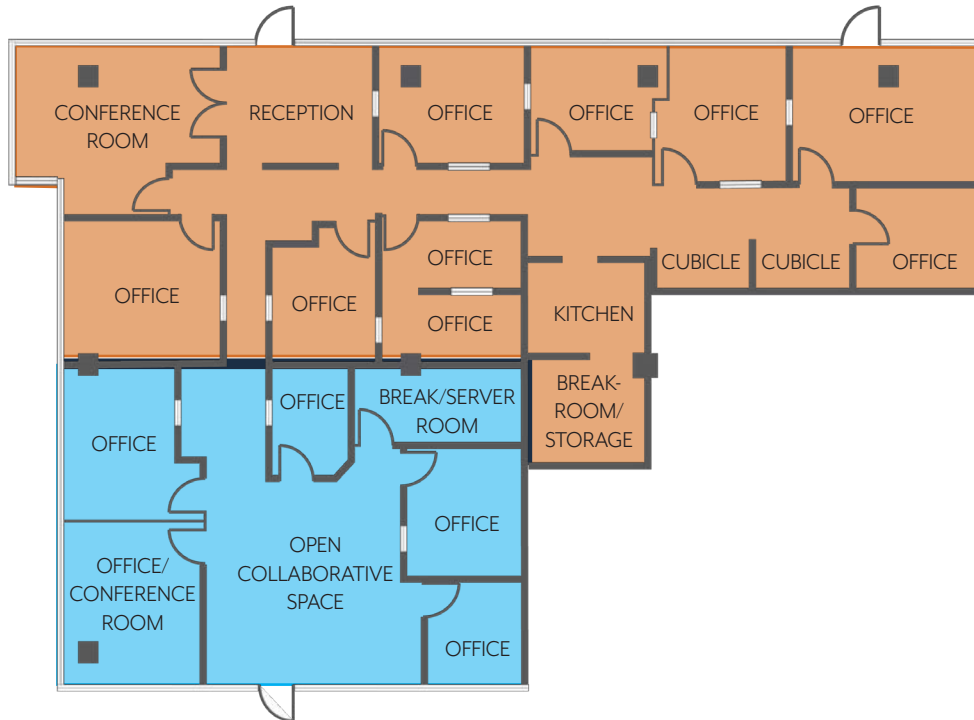 CONFERENCE
ROOM
RECEPTION
OFFICE
OFFICE
OFFICE
OFFICE
OFFICE
OFFICE
OFFICE
OFFICE
CUBICLE
CUBICLE
OFFICE
KITCHEN
BREAK-
ROOM/
STORAGE
OFFICE
OFFICE
BREAK/SERVER
ROOM
OFFICE
OPEN
COLLABORATIVE
SPACE
OFFICE/
CONFERENCE
ROOM
OFFICE